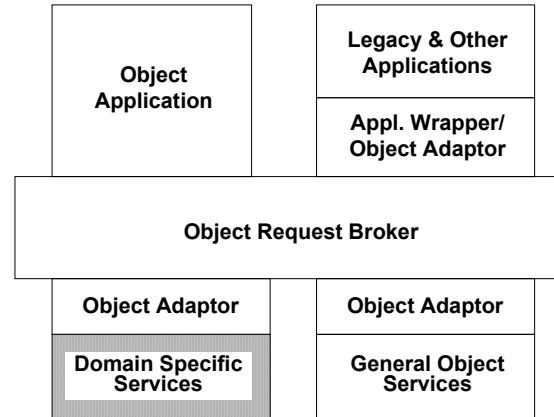 Object
Application
Legacy & Other
Applications
Appl. Wrapper/
Object Adaptor
Object Request Broker
Object Adaptor
Object Adaptor
Domain Specific
Services
General Object
Services